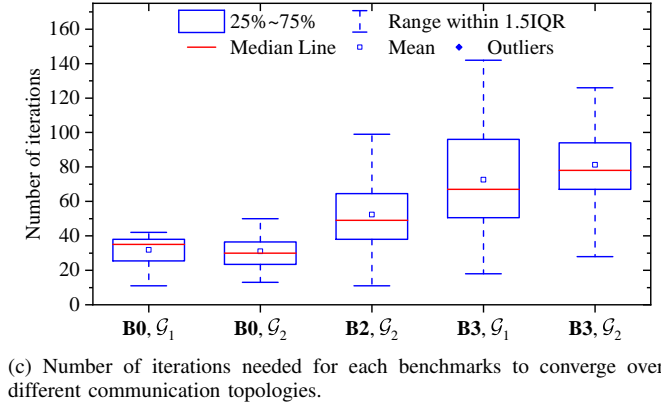 25%~75% Range within 1.5IQR
Median Line Mean Outliers
Number of iterations
160
140
120
100
80
60
40
20
0
B0, 𝒢₁ B0, 𝒢₂ B2, 𝒢₂ B3, 𝒢₁ B3, 𝒢₂
(c) Number of iterations needed for each benchmarks to converge over
different communication topologies.